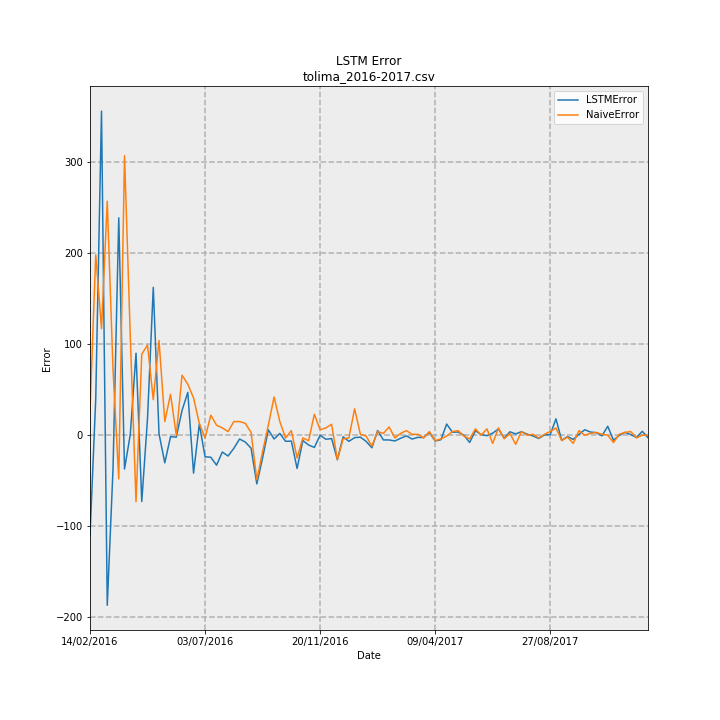 LSTM Error
tolima_2016-2017.csv
LSTMError
NaiveError
300
200
100
0
−100
−200
Error
14/02/2016 03/07/2016 20/11/2016 09/04/2017 27/08/2017
Date